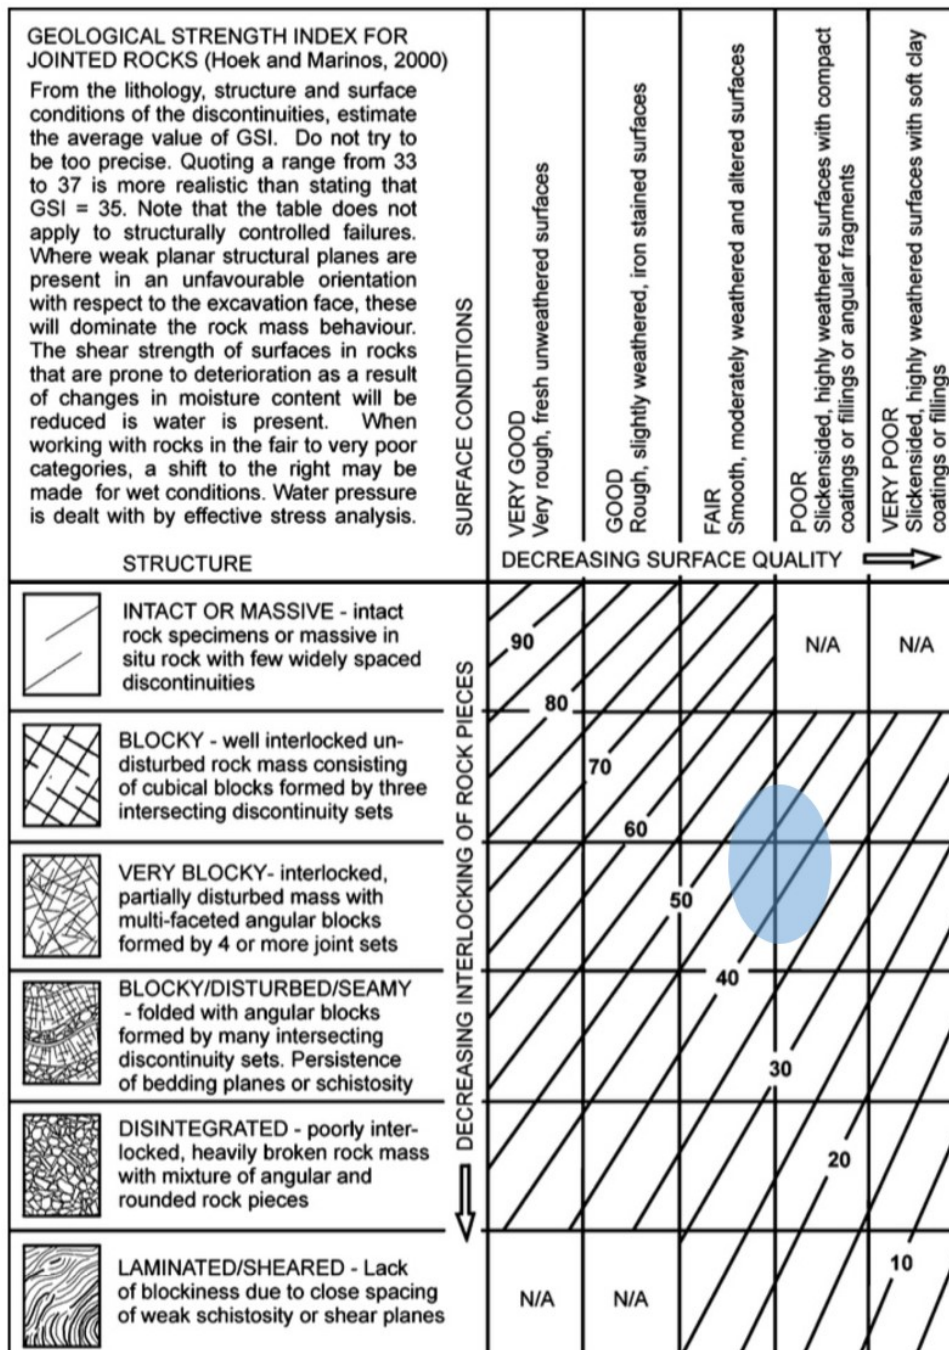 GEOLOGICAL STRENGTH INDEX FOR
JOINTED ROCKS (Hoek and Marinos, 2000)
From the lithology, structure and surface
conditions of the discontinuities, estimate
the average value of GSI. Do not try to
be too precise. Quoting a range from 33
to 37 is more realistic than stating that
GSI = 35. Note that the table does not
apply to structurally controlled failures.
Where weak planar structural planes are
present in an unfavourable orientation
with respect to the excavation face, these
will dominate the rock mass behaviour.
The shear strength of surfaces in rocks
that are prone to deterioration as a result
of changes in moisture content will be
reduced is water is present. When
working with rocks in the fair to very poor
categories, a shift to the right may be
made for wet conditions. Water pressure
is dealt with by effective stress analysis.
STRUCTURE
SURFACE CONDITIONS
VERY GOOD
Very rough, fresh unweathered surfaces
GOOD
Rough, slightly weathered, iron stained surfaces
FAIR
Smooth, moderately weathered and altered surfaces
POOR
Slickensided, highly weathered surfaces with compact
coatings or fillings or angular fragments
VERY POOR
Slickensided, highly weathered surfaces with soft clay
coatings or fillings
DECREASING SURFACE QUALITY
DECREASING INTERLOCKING OF ROCK PIECES
INTACT OR MASSIVE - intact
rock specimens or massive in
situ rock with few widely spaced
discontinuities
90
N/A
N/A
80
BLOCKY - well interlocked un-
disturbed rock mass consisting
of cubical blocks formed by three
intersecting discontinuity sets
70
60
VERY BLOCKY- interlocked,
partially disturbed mass with
multi-faceted angular blocks
formed by 4 or more joint sets
50
40
BLOCKY/DISTURBED/SEAMY
- folded with angular blocks
formed by many intersecting
discontinuity sets. Persistence
of bedding planes or schistosity
30
DISINTEGRATED - poorly inter-
locked, heavily broken rock mass
with mixture of angular and
rounded rock pieces
20
LAMINATED/SHEARED - Lack
of blockiness due to close spacing
of weak schistosity or shear planes
N/A
N/A
10